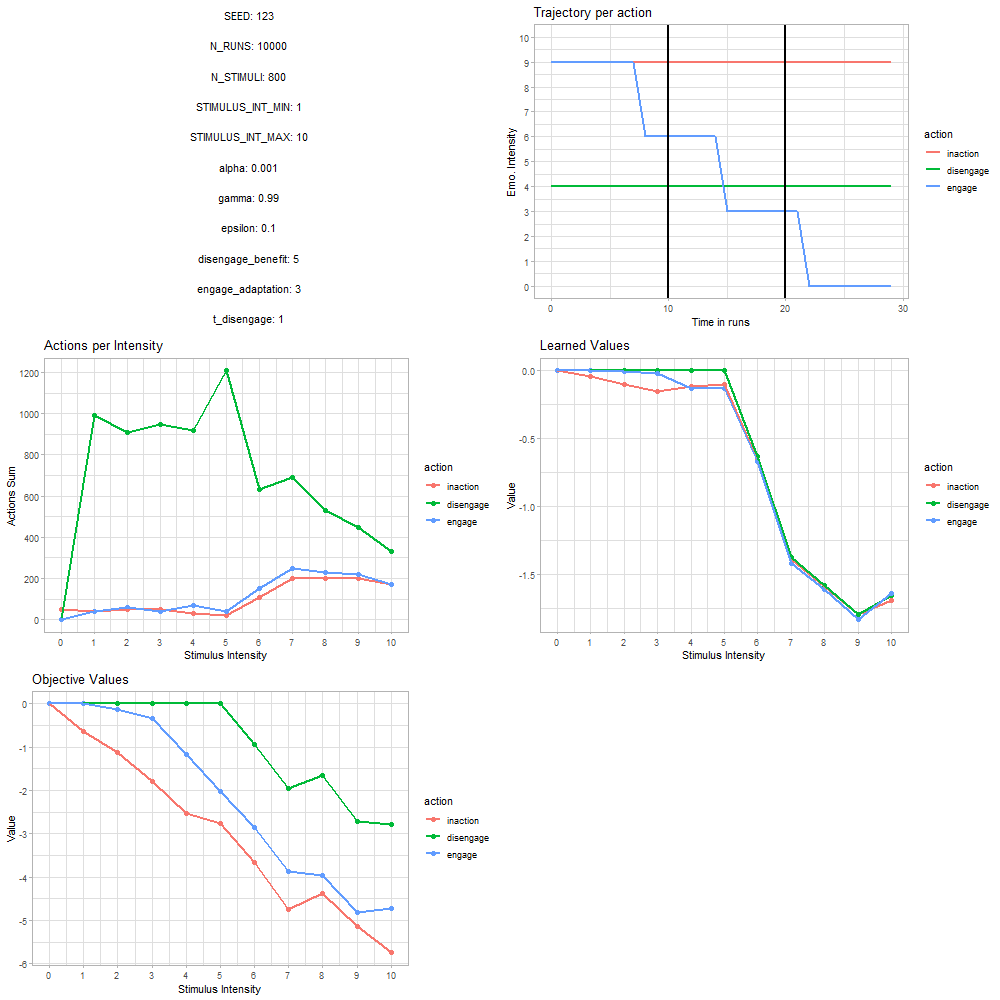 SEED: 123
N_RUNS: 10000
N_STIMULI: 800
STIMULUS_INT_MIN: 1
STIMULUS_INT_MAX: 10
alpha: 0.001
gamma: 0.99
epsilon: 0.1
disengage_benefit: 5
engage_adaptation: 3
t_disengage: 1
Trajectory per action
Emo. Intensity
10
9
8
7
6
5
4
3
2
1
0
0 10 20 30
Time in runs
action
inaction
disengage
engage
Actions per Intensity
Actions Sum
1200
1000
800
600
400
200
0
0 1 2 3 4 5 6 7 8 9 10
Stimulus Intensity
action
inaction
disengage
engage
Learned Values
Value
0.0
-0.5
-1.0
-1.5
0 1 2 3 4 5 6 7 8 9 10
Stimulus Intensity
action
inaction
disengage
engage
Objective Values
Value
0
-1
-2
-3
-4
-5
-6
0 1 2 3 4 5 6 7 8 9 10
Stimulus Intensity
action
inaction
disengage
engage